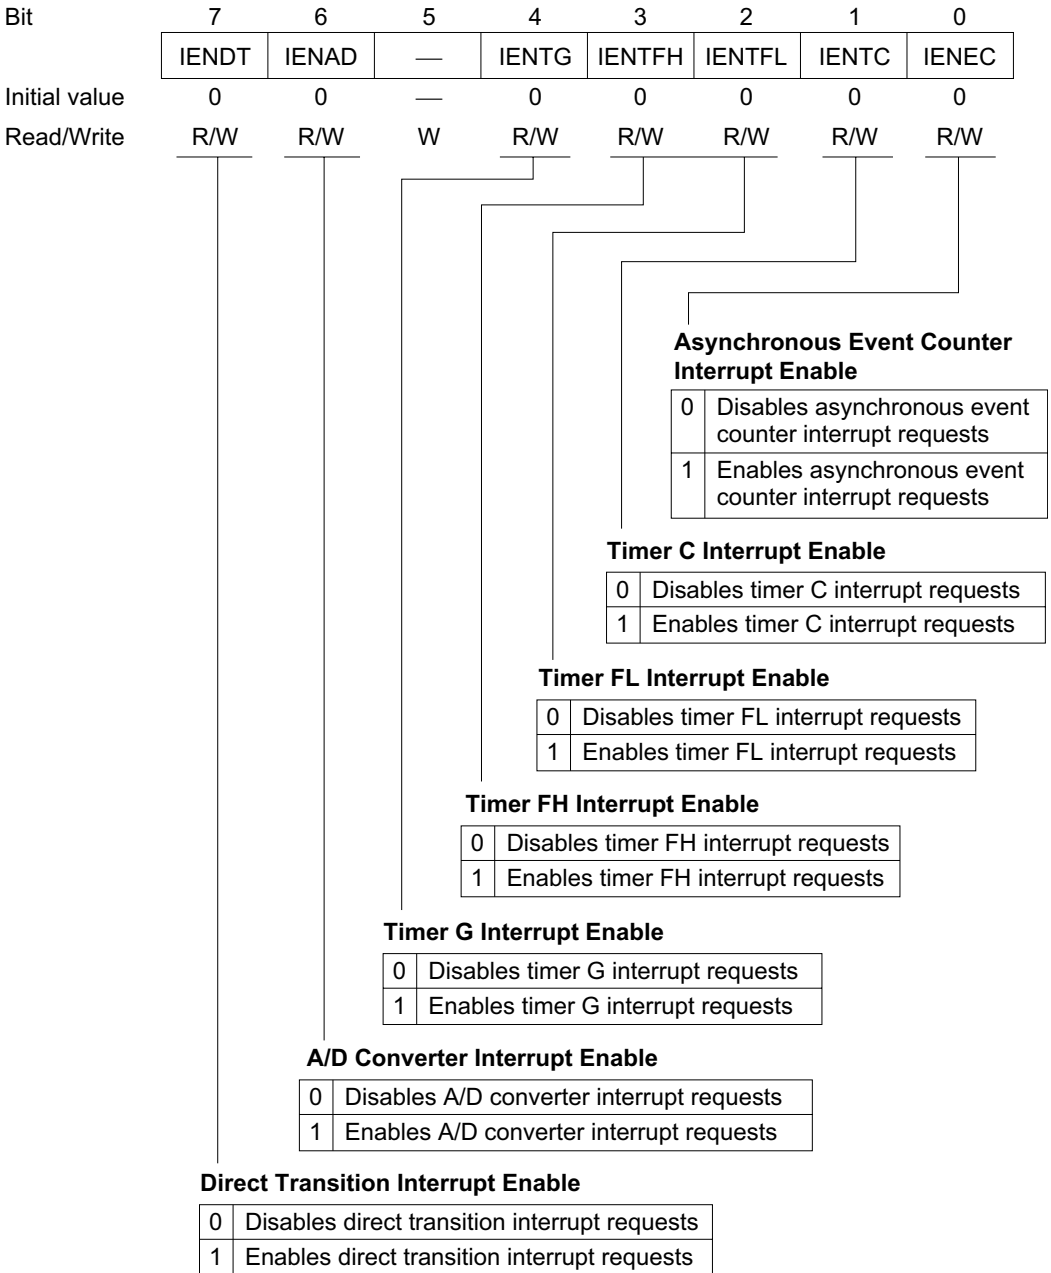 Bit 7 6 5 4 3 2 1 0
IENDT IENAD — IENTG IENTFH IENTFL IENTC IENEC
Initial value 0 0 — 0 0 0 0 0
Read/Write R/W R/W W R/W R/W R/W R/W R/W
Asynchronous Event Counter
Interrupt Enable
0 Disables asynchronous event
counter interrupt requests
1 Enables asynchronous event
counter interrupt requests
Timer C Interrupt Enable
0 Disables timer C interrupt requests
1 Enables timer C interrupt requests
Timer FL Interrupt Enable
0 Disables timer FL interrupt requests
1 Enables timer FL interrupt requests
Timer FH Interrupt Enable
0 Disables timer FH interrupt requests
1 Enables timer FH interrupt requests
Timer G Interrupt Enable
0 Disables timer G interrupt requests
1 Enables timer G interrupt requests
A/D Converter Interrupt Enable
0 Disables A/D converter interrupt requests
1 Enables A/D converter interrupt requests
Direct Transition Interrupt Enable
0 Disables direct transition interrupt requests
1 Enables direct transition interrupt requests